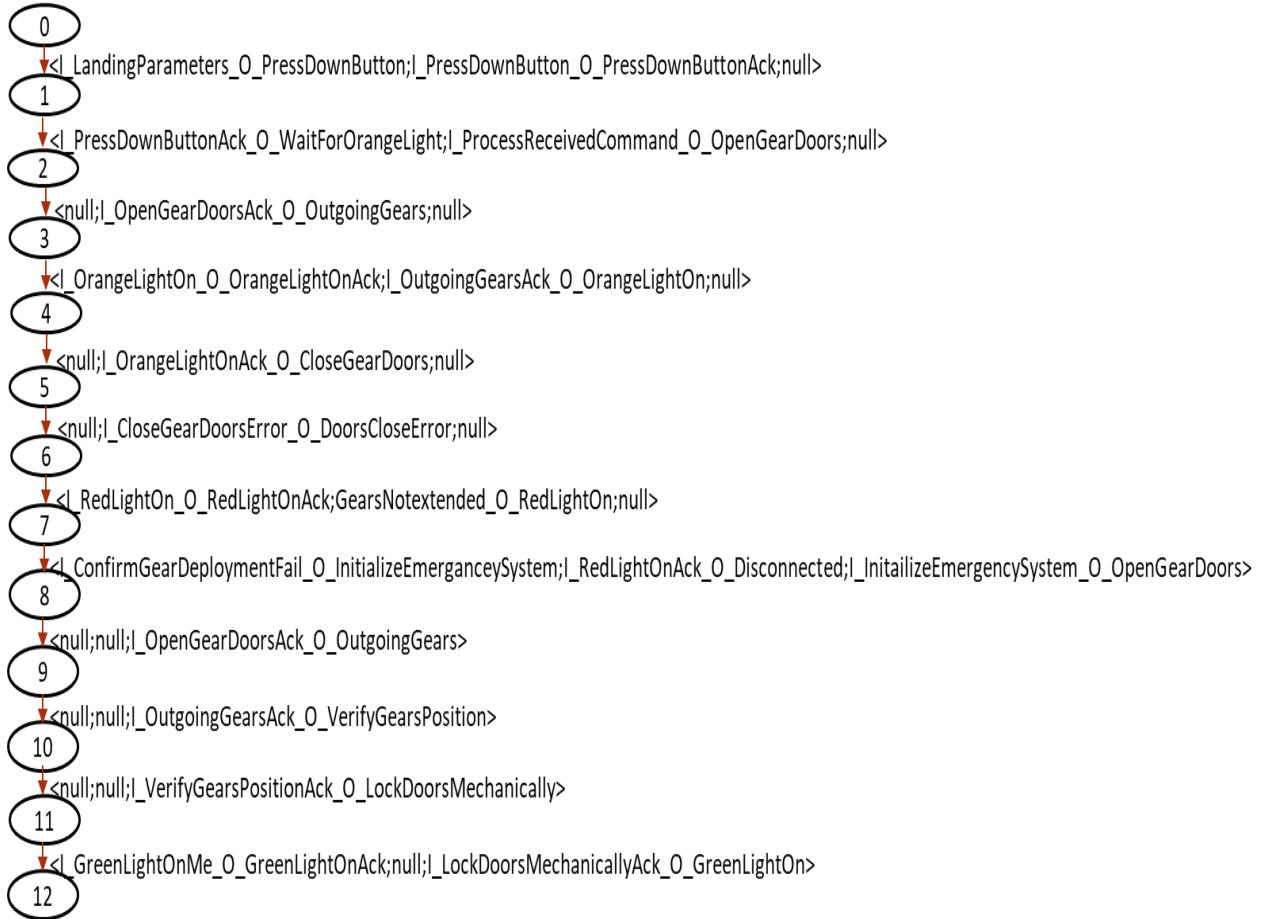 0
<I_LandingParameters_O_PressDownButton;I_PressDownButton_O_PressDownButtonAck;null>
1
<I_PressDownButtonAck_O_WaitForOrangeLight;I_ProcessReceivedCommand_O_OpenGearDoors;null>
2
<null;I_OpenGearDoorsAck_O_OutgoingGears;null>
3
<I_OrangeLightOn_O_OrangeLightOnAck;I_OutgoingGearsAck_O_OrangeLightOn;null>
4
<null;I_OrangeLightOnAck_O_CloseGearDoors;null>
5
<null;I_CloseGearDoorsError_O_DoorsCloseError;null>
6
<I_RedLightOn_O_RedLightOnAck;GearsNotextended_O_RedLightOn;null>
7
<I_ConfirmGearDeploymentFail_O_InitializeEmerganceySystem;I_RedLightOnAck_O_Disconnected;I_InitailizeEmergencySystem_O_OpenGearDoors>
8
<null;null;I_OpenGearDoorsAck_O_OutgoingGears>
9
<null;null;I_OutgoingGearsAck_O_VerifyGearsPosition>
10
<null;null;I_VerifyGearsPositionAck_O_LockDoorsMechanically>
11
<I_GreenLightOnMe_O_GreenLightOnAck;null;I_LockDoorsMechanicallyAck_O_GreenLightOn>
12